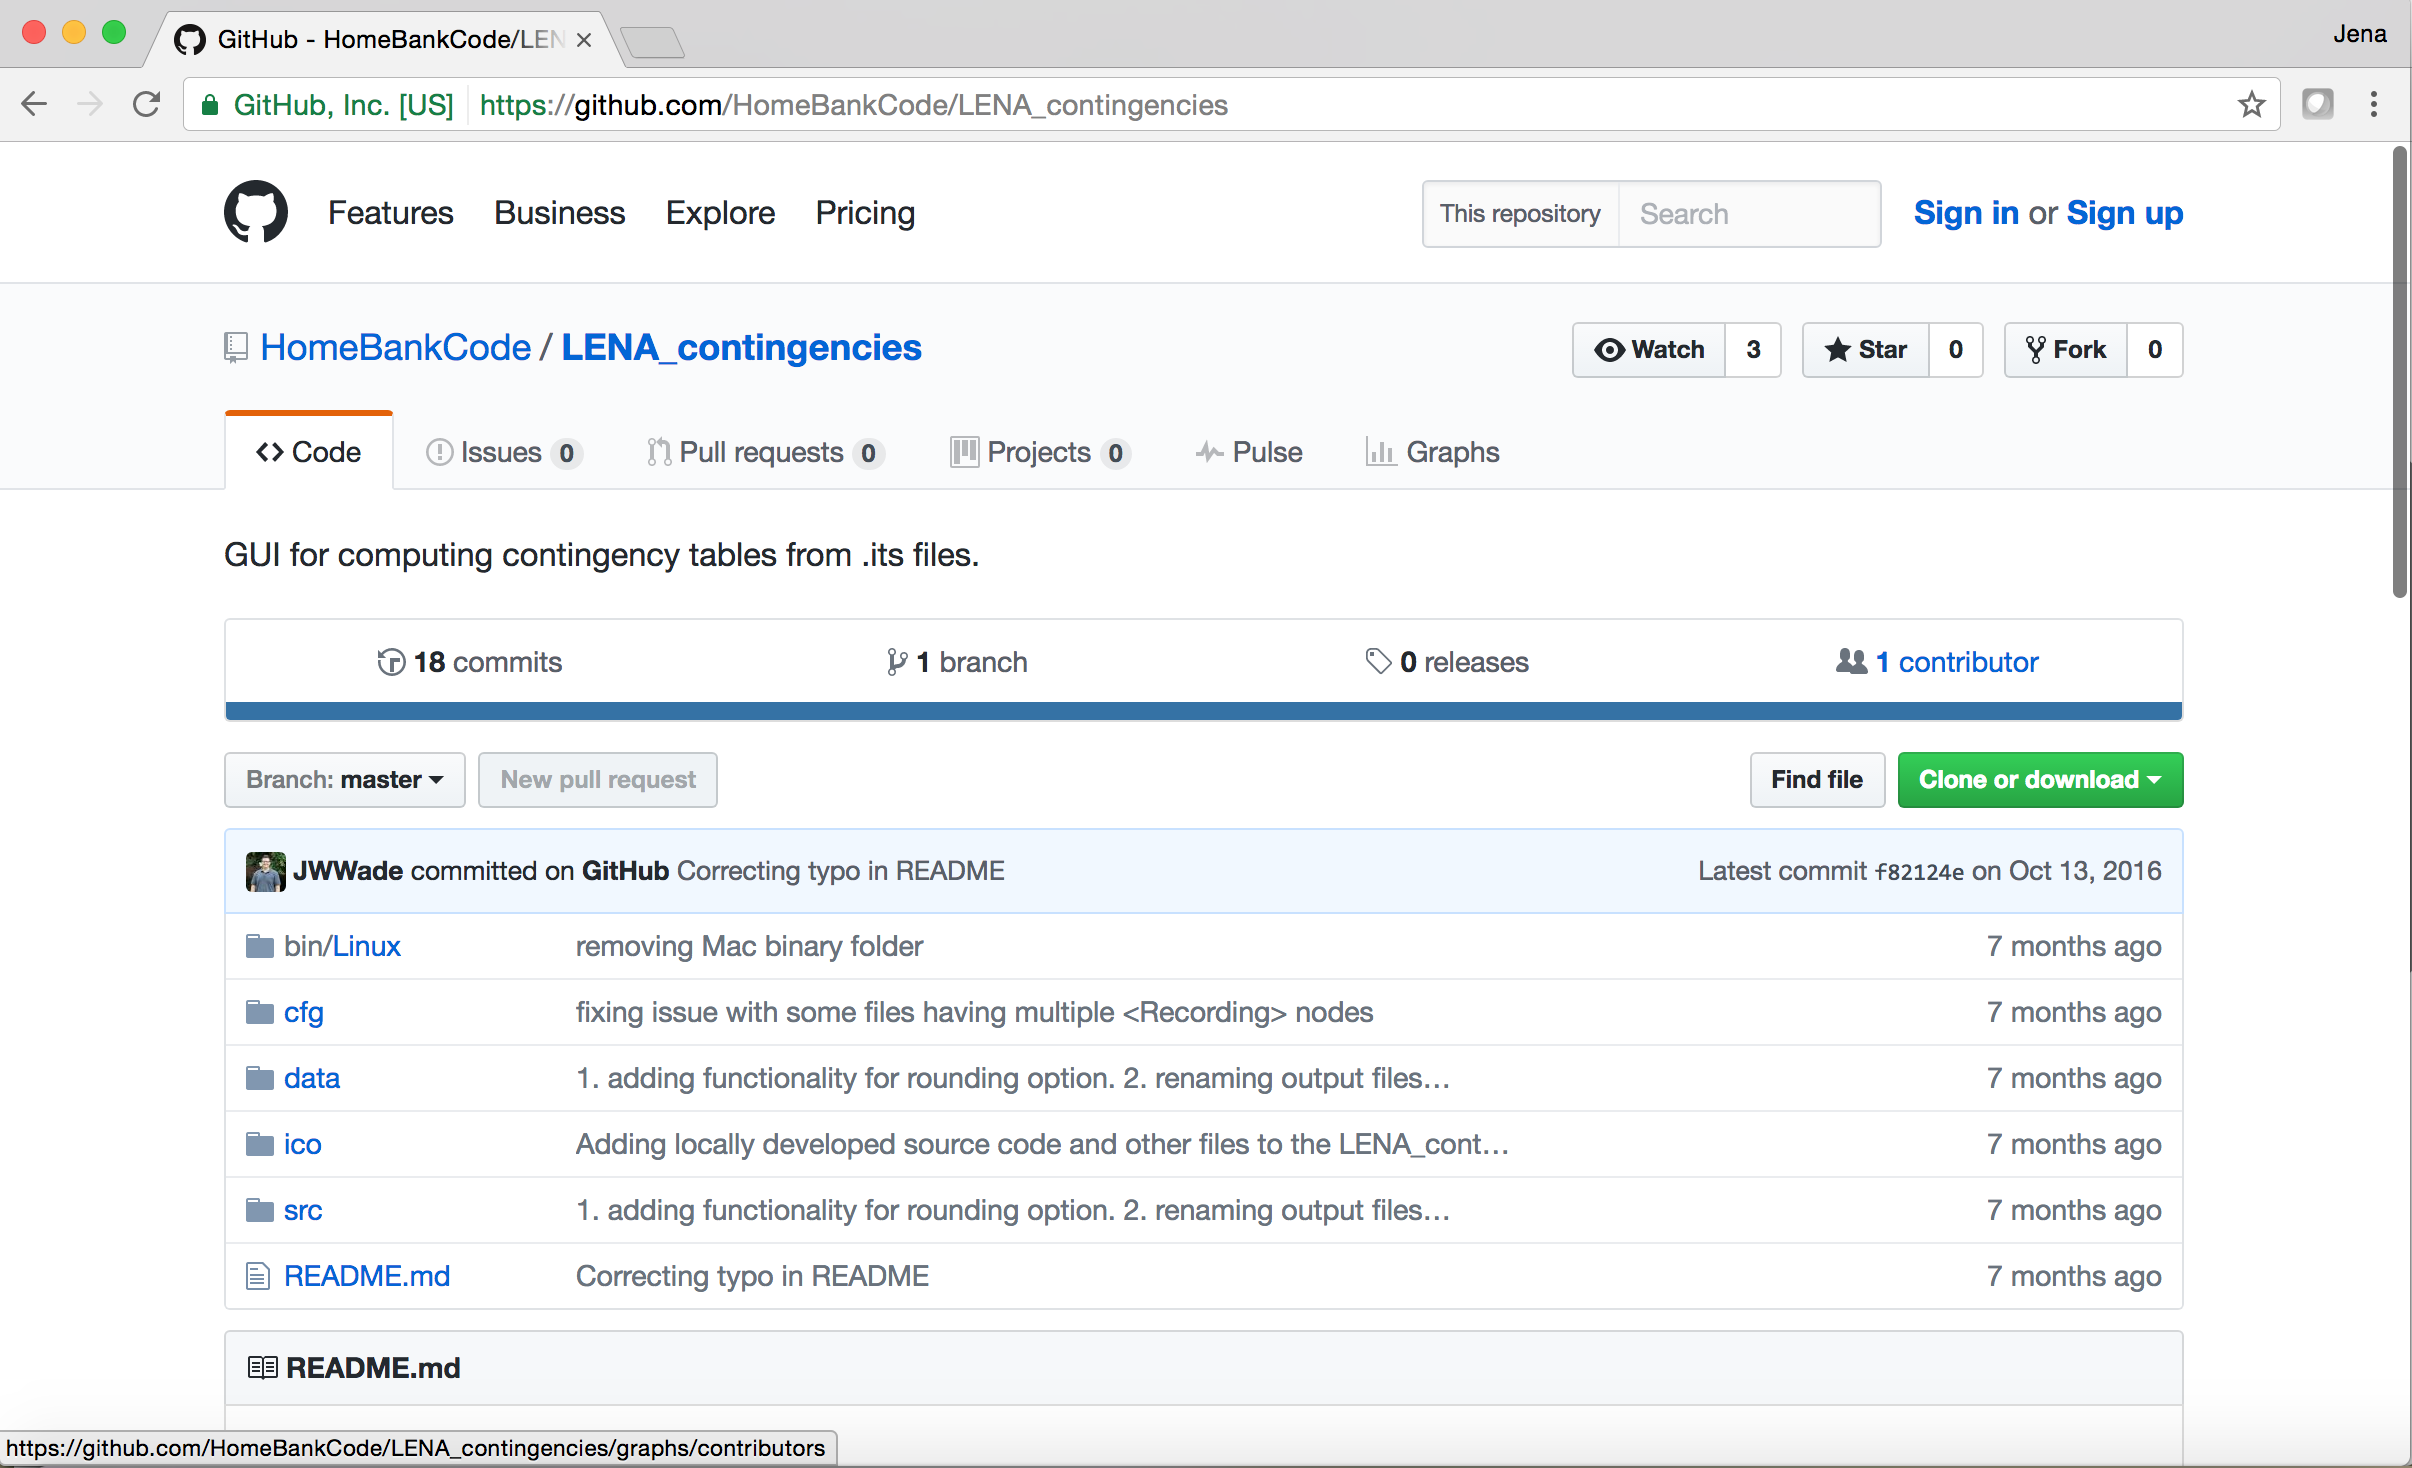 GitHub - HomeBankCode/LEN
Jena
GitHub, Inc. [US] https://github.com/HomeBankCode/LENA_contingencies
Features Business Explore Pricing This repository Search Sign in or Sign up
HomeBankCode / LENA_contingencies Watch 3 Star 0 Fork 0
Code Issues 0 Pull requests 0 Projects 0 Pulse Graphs
GUI for computing contingency tables from .its files.
18 commits 1 branch 0 releases 1 contributor
Branch: master New pull request Find file Clone or download
JWWade committed on GitHub Correcting typo in README Latest commit f82124e on Oct 13, 2016
bin/Linux removing Mac binary folder 7 months ago
cfg fixing issue with some files having multiple <Recording> nodes 7 months ago
data 1. adding functionality for rounding option. 2. renaming output files… 7 months ago
ico Adding locally developed source code and other files to the LENA_cont… 7 months ago
src 1. adding functionality for rounding option. 2. renaming output files… 7 months ago
README.md Correcting typo in README 7 months ago
README.md
https://github.com/HomeBankCode/LENA_contingencies/graphs/contributors